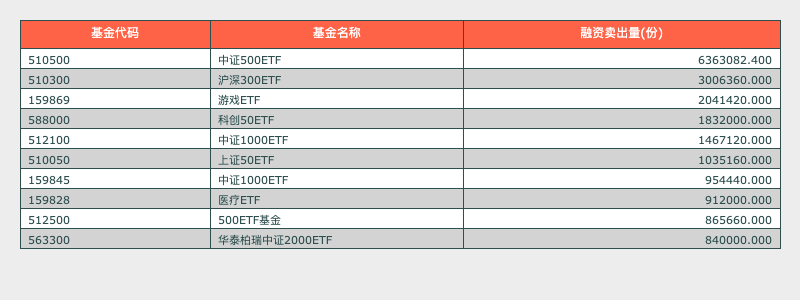 基金代码 基金名称 融资卖出量(份)
510500 中证500ETF 6363082.400
510300 沪深300ETF 3006360.000
159869 游戏ETF 2041420.000
588000 科创50ETF 1832000.000
512100 中证1000ETF 1467120.000
510050 上证50ETF 1035160.000
159845 中证1000ETF 954440.000
159828 医疗ETF 912000.000
512500 500ETF基金 865660.000
563300 华泰柏瑞中证2000ETF 840000.000